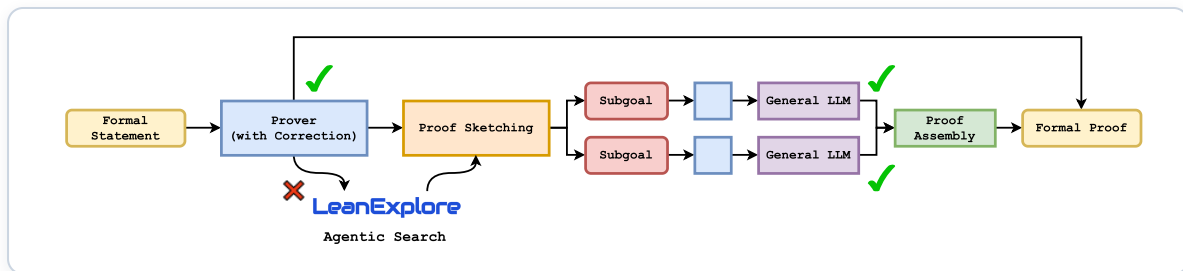 Formal
Statement
Prover
(with Correction)
Proof Sketching
Subgoal
General LLM
Subgoal
General LLM
Proof
Assembly
Formal Proof
LeanExplore
Agentic Search